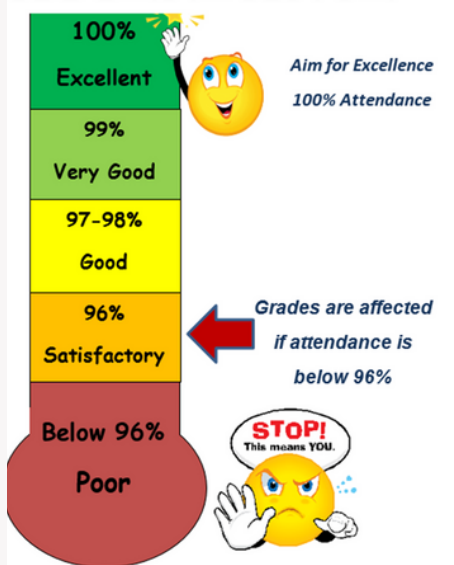 100%
Excellent
Aim for Excellence
100% Attendance
99%
Very Good
97-98%
Good
96%
Satisfactory
Grades are affected
if attendance is
below 96%
Below 96%
Poor
STOP!
This means YOU.